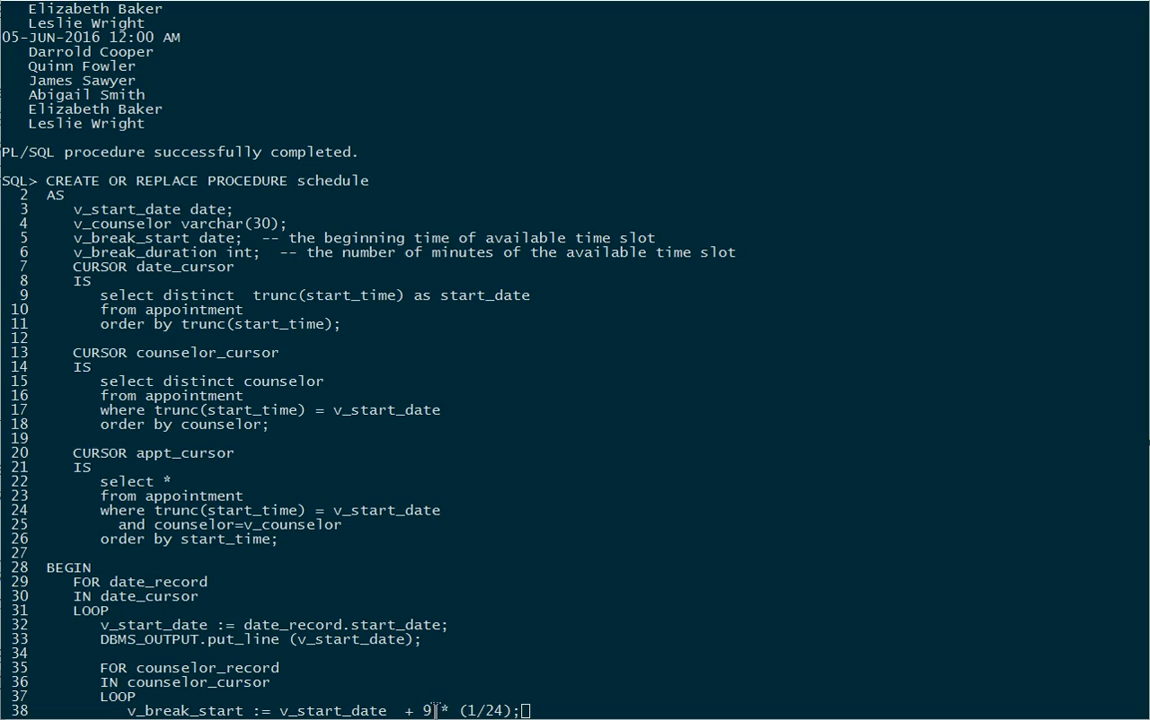 Elizabeth Baker
Leslie Wright
05-JUN-2016 12:00 AM
Darrold Cooper
Quinn Fowler
James Sawyer
Abigail Smith
Elizabeth Baker
Leslie Wright
PL/SQL procedure successfully completed.
SQL> CREATE OR REPLACE PROCEDURE schedule
2 AS
3 v_start_date date;
4 v_counselor varchar(30);
5 v_break_start date; -- the beginning time of available time slot
6 v_break_duration int; -- the number of minutes of the available time slot
7 CURSOR date_cursor
8 IS
9 select distinct trunc(start_time) as start_date
10 from appointment
11 order by trunc(start_time);
12
13 CURSOR counselor_cursor
14 IS
15 select distinct counselor
16 from appointment
17 where trunc(start_time) = v_start_date
18 order by counselor;
19
20 CURSOR appt_cursor
21 IS
22 select *
23 from appointment
24 where trunc(start_time) = v_start_date
25 and counselor=v_counselor
26 order by start_time;
27
28 BEGIN
29 FOR date_record
30 IN date_cursor
31 LOOP
32 v_start_date := date_record.start_date;
33 DBMS_OUTPUT.put_line (v_start_date);
34
35 FOR counselor_record
36 IN counselor_cursor
37 LOOP
38 v_break_start := v_start_date + 9 * (1/24);